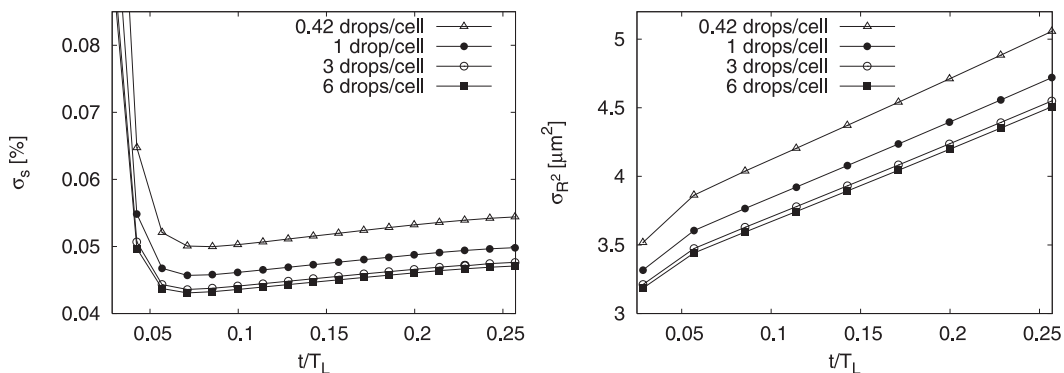 0.42 drops/cell
1 drop/cell
3 drops/cell
6 drops/cell
0.08
0.07
0.06
0.05
0.04
σs [%]
0.05 0.1 0.15 0.2 0.25
t/TL
0.42 drops/cell
1 drops/cell
3 drops/cell
6 drops/cell
5
4.5
4
3.5
3
σR² [μm²]
0.05 0.1 0.15 0.2 0.25
t/TL